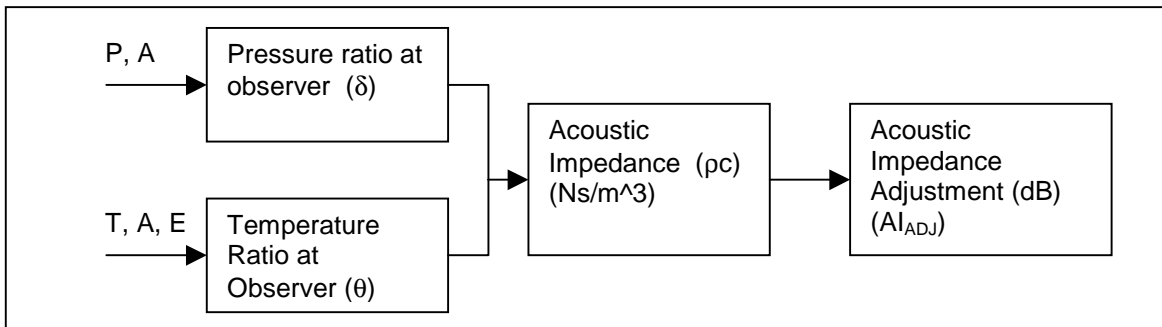 P, A
Pressure ratio at
observer (δ)
T, A, E
Temperature
Ratio at
Observer (θ)
Acoustic
Impedance (ρc)
(Ns/m^3)
Acoustic
Impedance
Adjustment (dB)
(AI_ADJ)